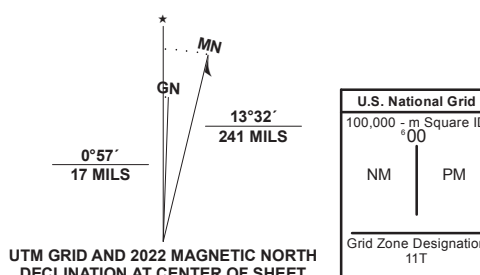 ★
MN
GN
13°32´
241 MILS
0°57´
17 MILS
UTM GRID AND 2022 MAGNETIC NORTH
DECLINATION AT CENTER OF SHEET
U.S. National Grid
100,000 - m Square ID
⁶00
NM PM
Grid Zone Designation
11T